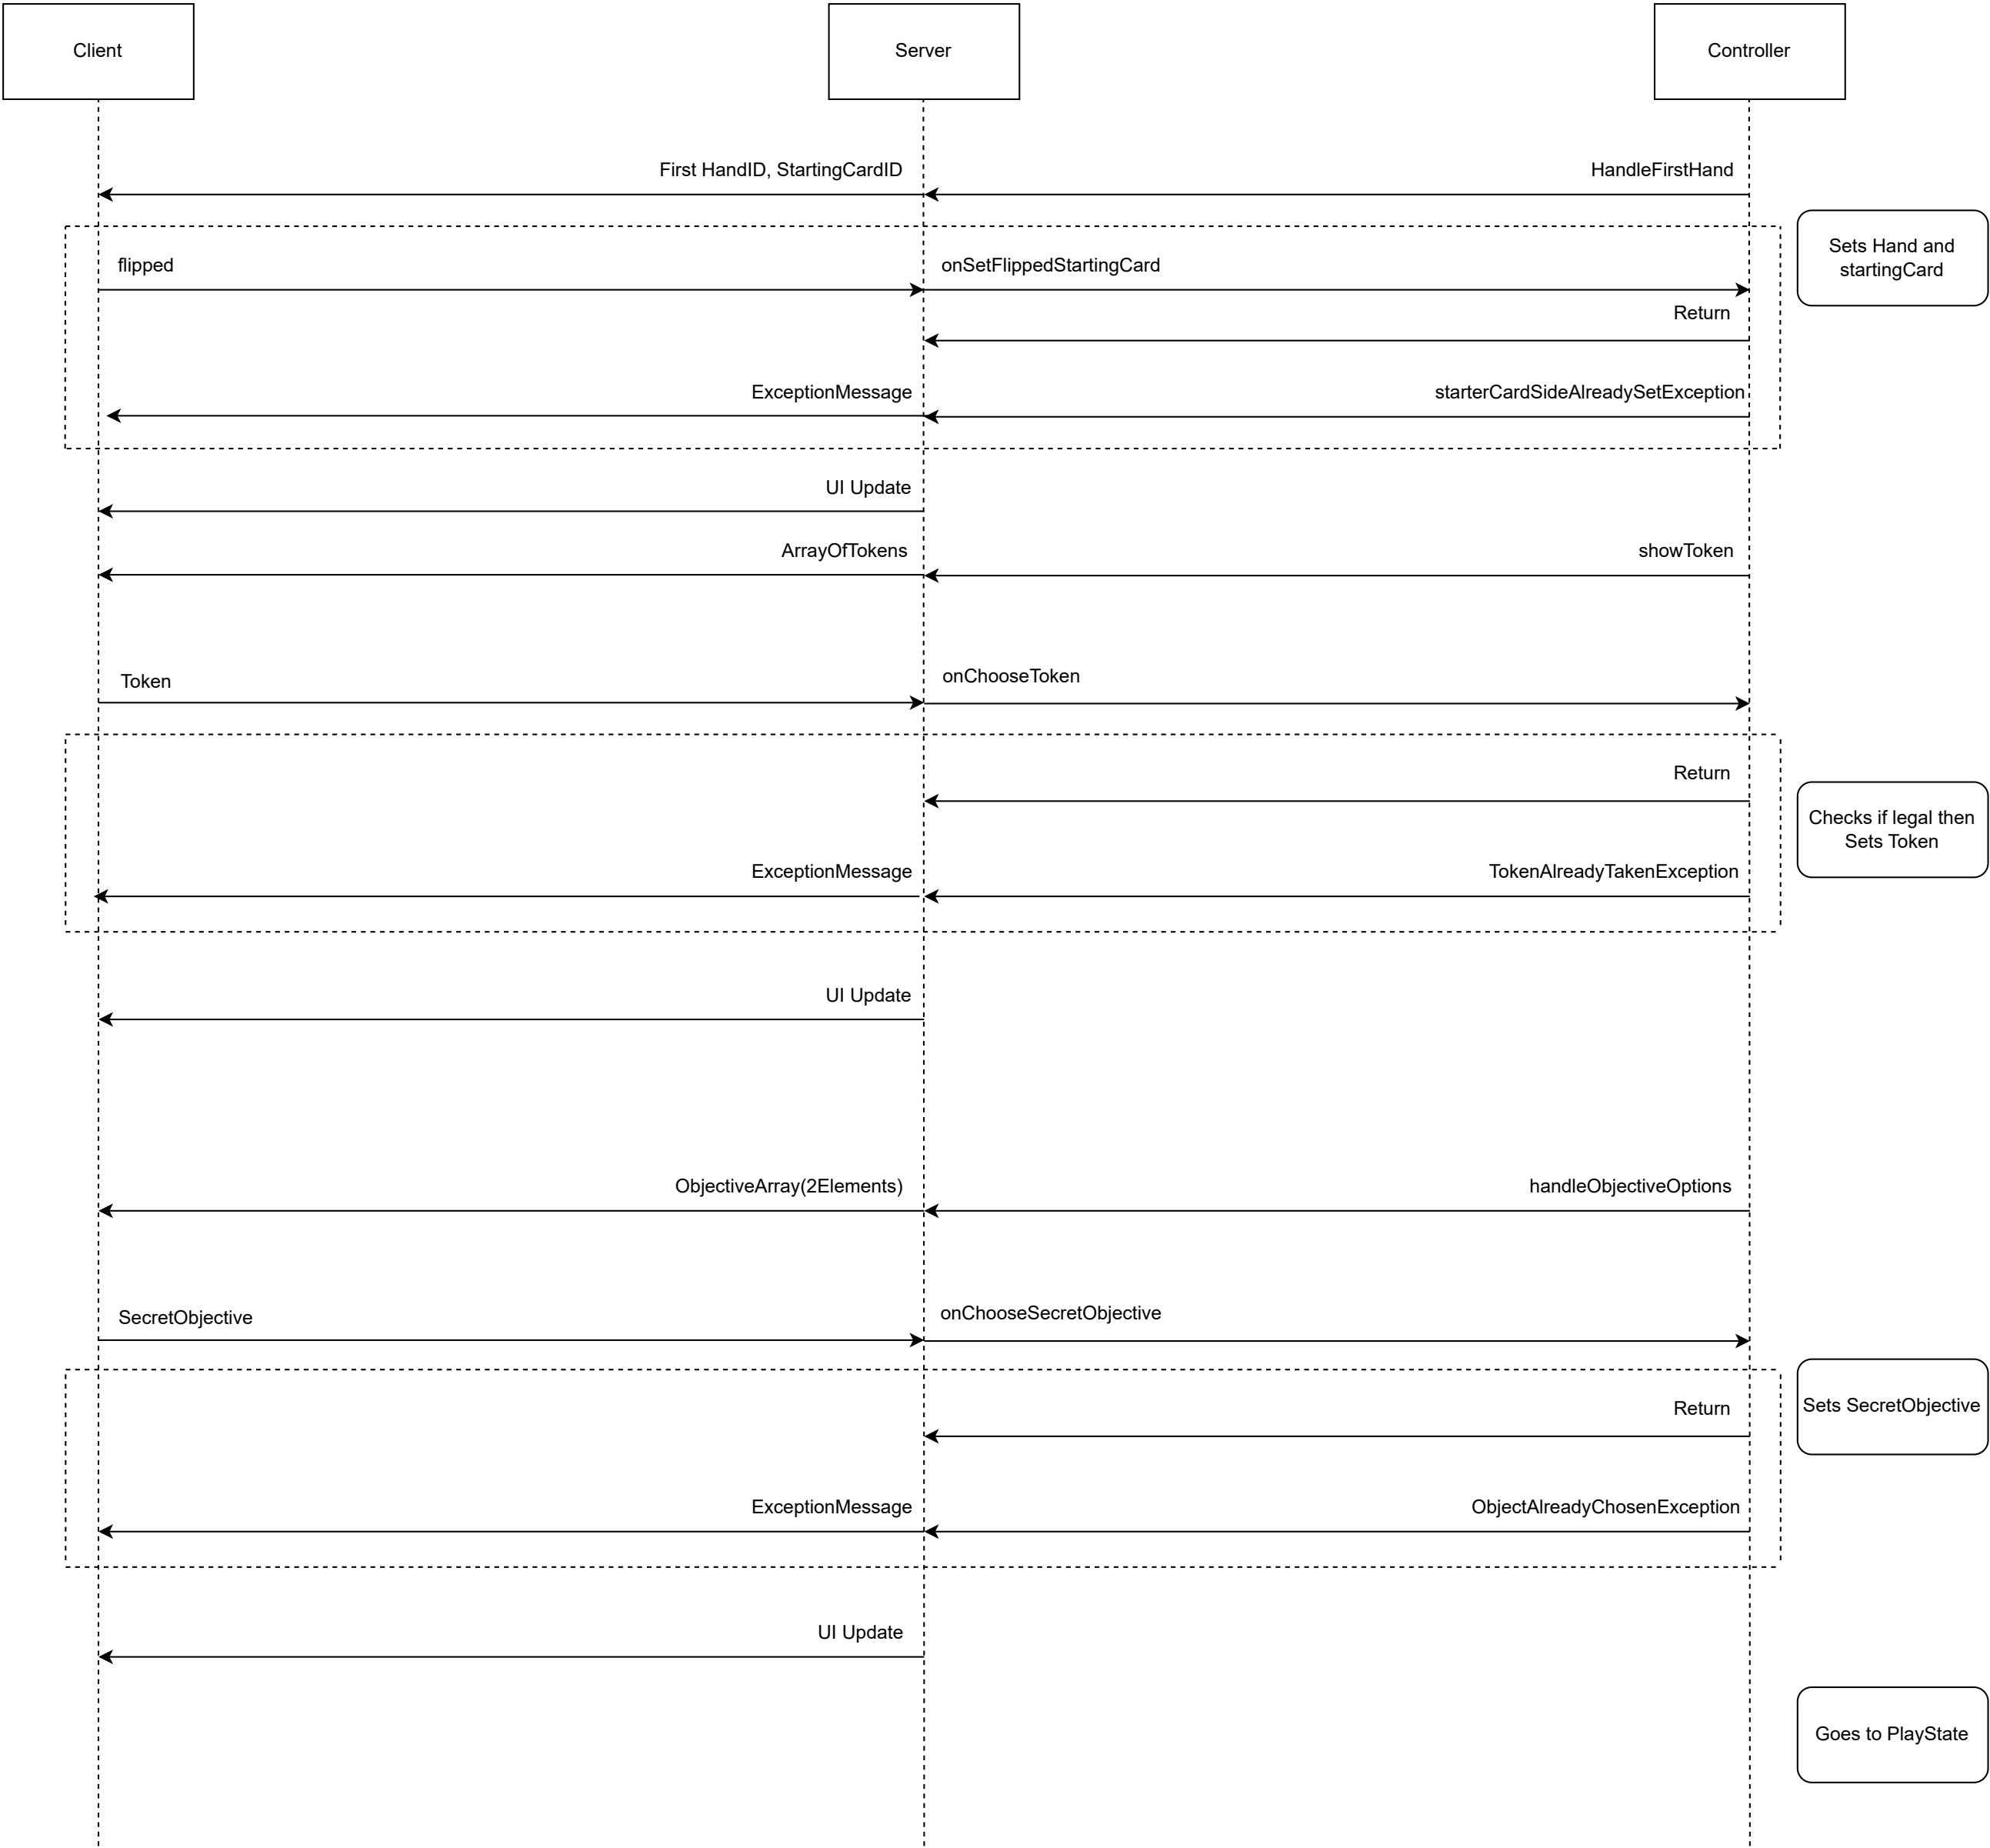 Client
Server
Controller
First HandID, StartingCardID
HandleFirstHand
Sets Hand and
startingCard
flipped
onSetFlippedStartingCard
Return
ExceptionMessage
starterCardSideAlreadySetException
UI Update
ArrayOfTokens
showToken
Token
onChooseToken
Return
Checks if legal then
Sets Token
ExceptionMessage
TokenAlreadyTakenException
UI Update
ObjectiveArray(2Elements)
handleObjectiveOptions
SecretObjective
onChooseSecretObjective
Return
Sets SecretObjective
ExceptionMessage
ObjectAlreadyChosenException
UI Update
Goes to PlayState